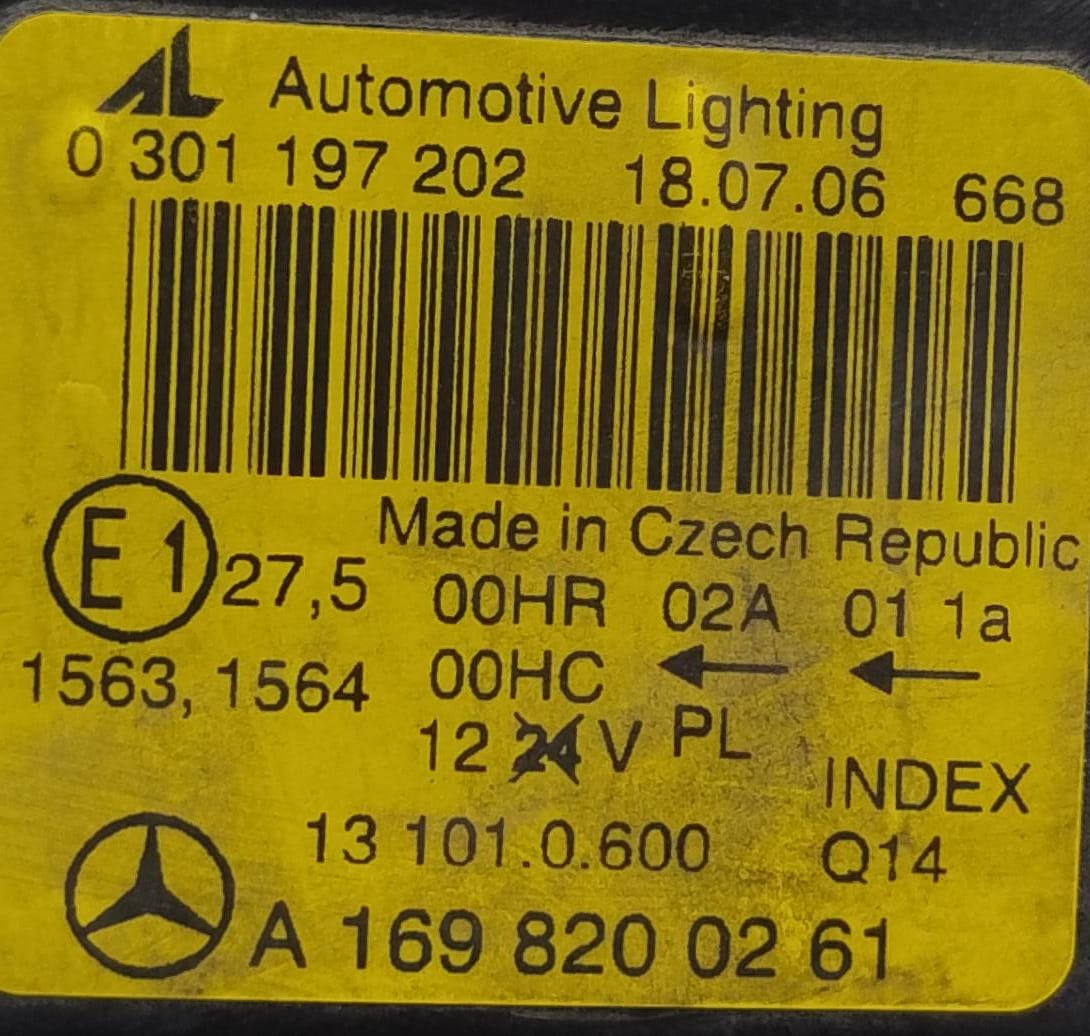 AL Automotive Lighting
0 301 197 202 18.07.06 668
Made in Czech Republic
E1 27,5 00HR 02A 01 1a
1563, 1564 00HC ← ←
12 24 V PL
INDEX
13 101.0.600 Q14
A 169 820 02 61